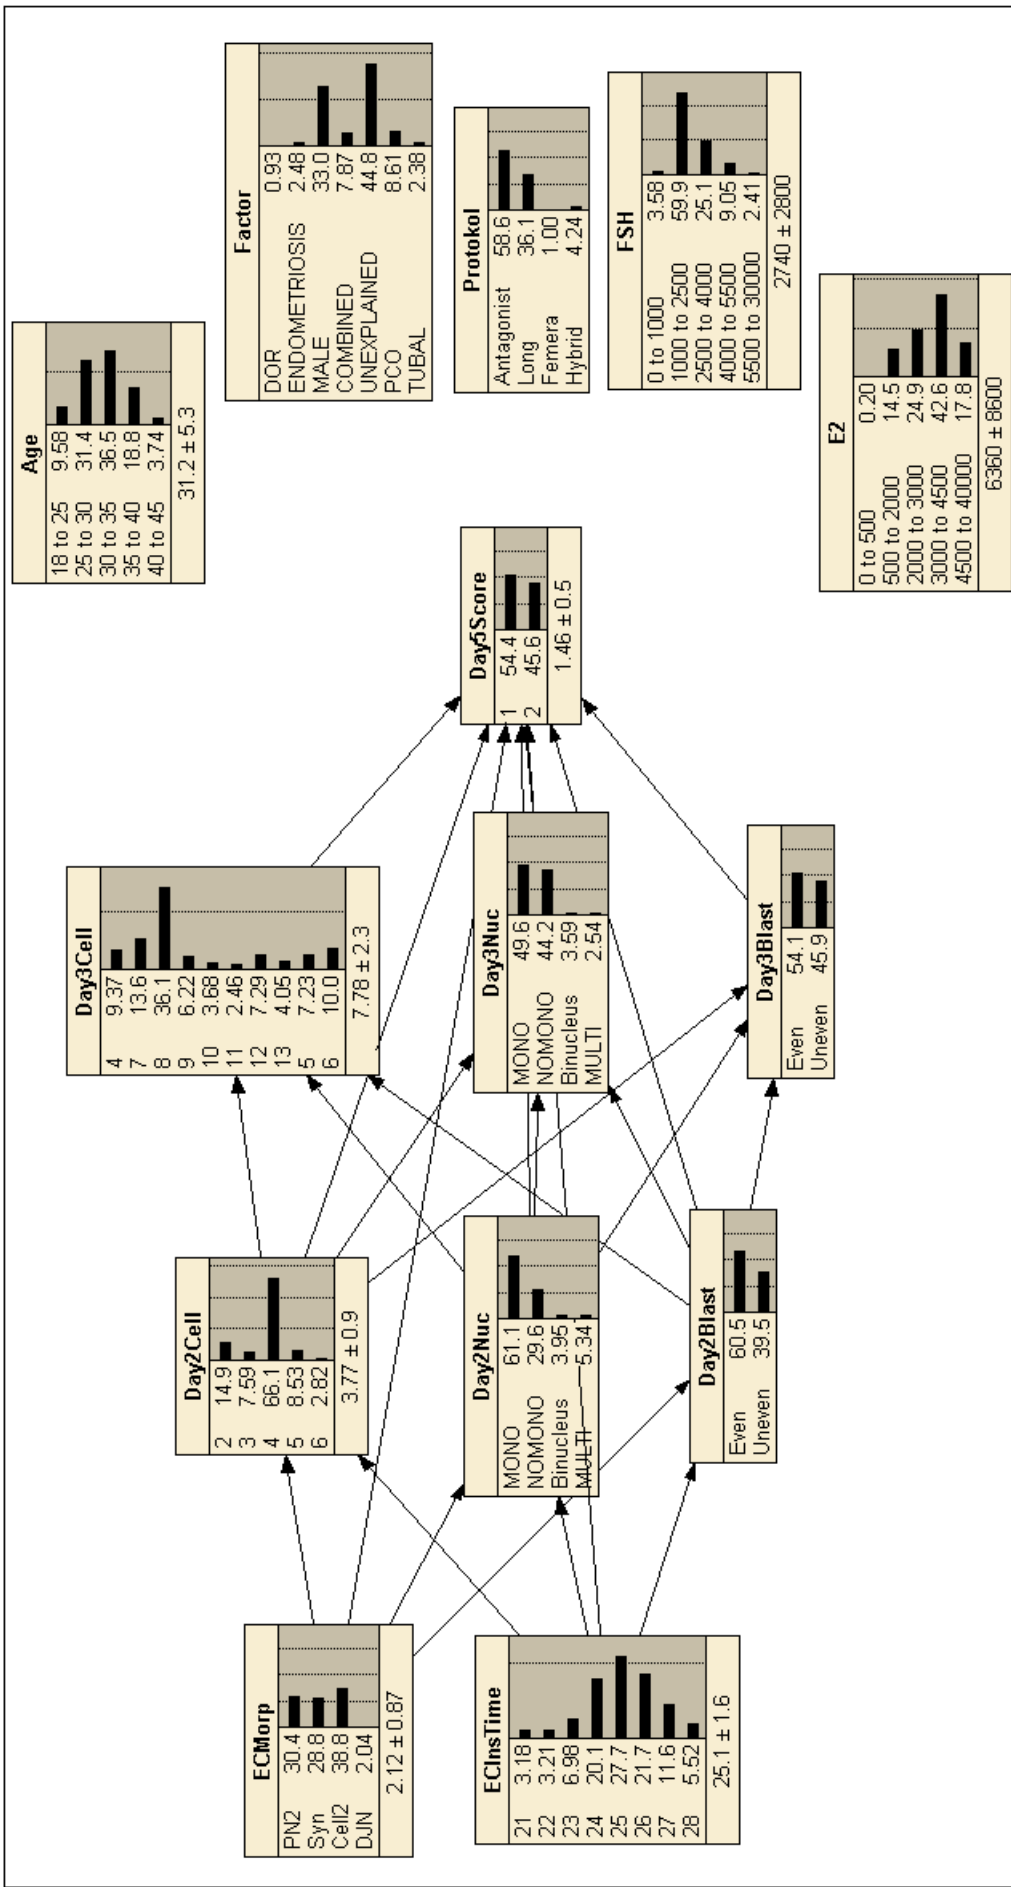 ECMorp
PN2 30.4
Syn 28.8
Cell2 38.8
DJN 2.04
2.12 ± 0.87
ECInsTime
21 3.18
22 3.21
23 6.98
24 20.1
25 27.7
26 21.7
27 11.6
28 5.52
25.1 ± 1.6
Day2Cell
2 14.9
3 7.59
4 66.1
5 8.53
6 2.82
3.77 ± 0.9
Day2Nuc
MONO 61.1
NOMONO 29.6
Binucleus 3.95
MULTI 5.34
Day2Blast
Even 60.5
Uneven 39.5
Day3Cell
4 9.37
7 13.6
8 36.1
9 6.22
10 3.68
11 2.46
12 7.29
13 4.05
5 7.23
6 10.0
7.78 ± 2.3
Day3Nuc
MONO 49.6
NOMONO 44.2
Binucleus 3.59
MULTI 2.54
Day3Blast
Even 54.1
Uneven 45.9
Day5Score
1 54.4
2 45.6
1.46 ± 0.5
Age
18 to 25 9.58
25 to 30 31.4
30 to 35 36.5
35 to 40 18.8
40 to 45 3.74
31.2 ± 5.3
Factor
DOR 0.93
ENDOMETRIOSIS 2.48
MALE 33.0
COMBINED 7.87
UNEXPLAINED 44.8
PCO 8.61
TUBAL 2.38
Protokol
Antagonist 58.6
Long 36.1
Femera 1.00
Hybrid 4.24
FSH
0 to 1000 3.58
1000 to 2500 59.9
2500 to 4000 25.1
4000 to 5500 9.05
5500 to 30000 2.41
2740 ± 2800
E2
0 to 500 0.20
500 to 2000 14.5
2000 to 3000 24.9
3000 to 4500 42.6
4500 to 40000 17.8
6360 ± 8600